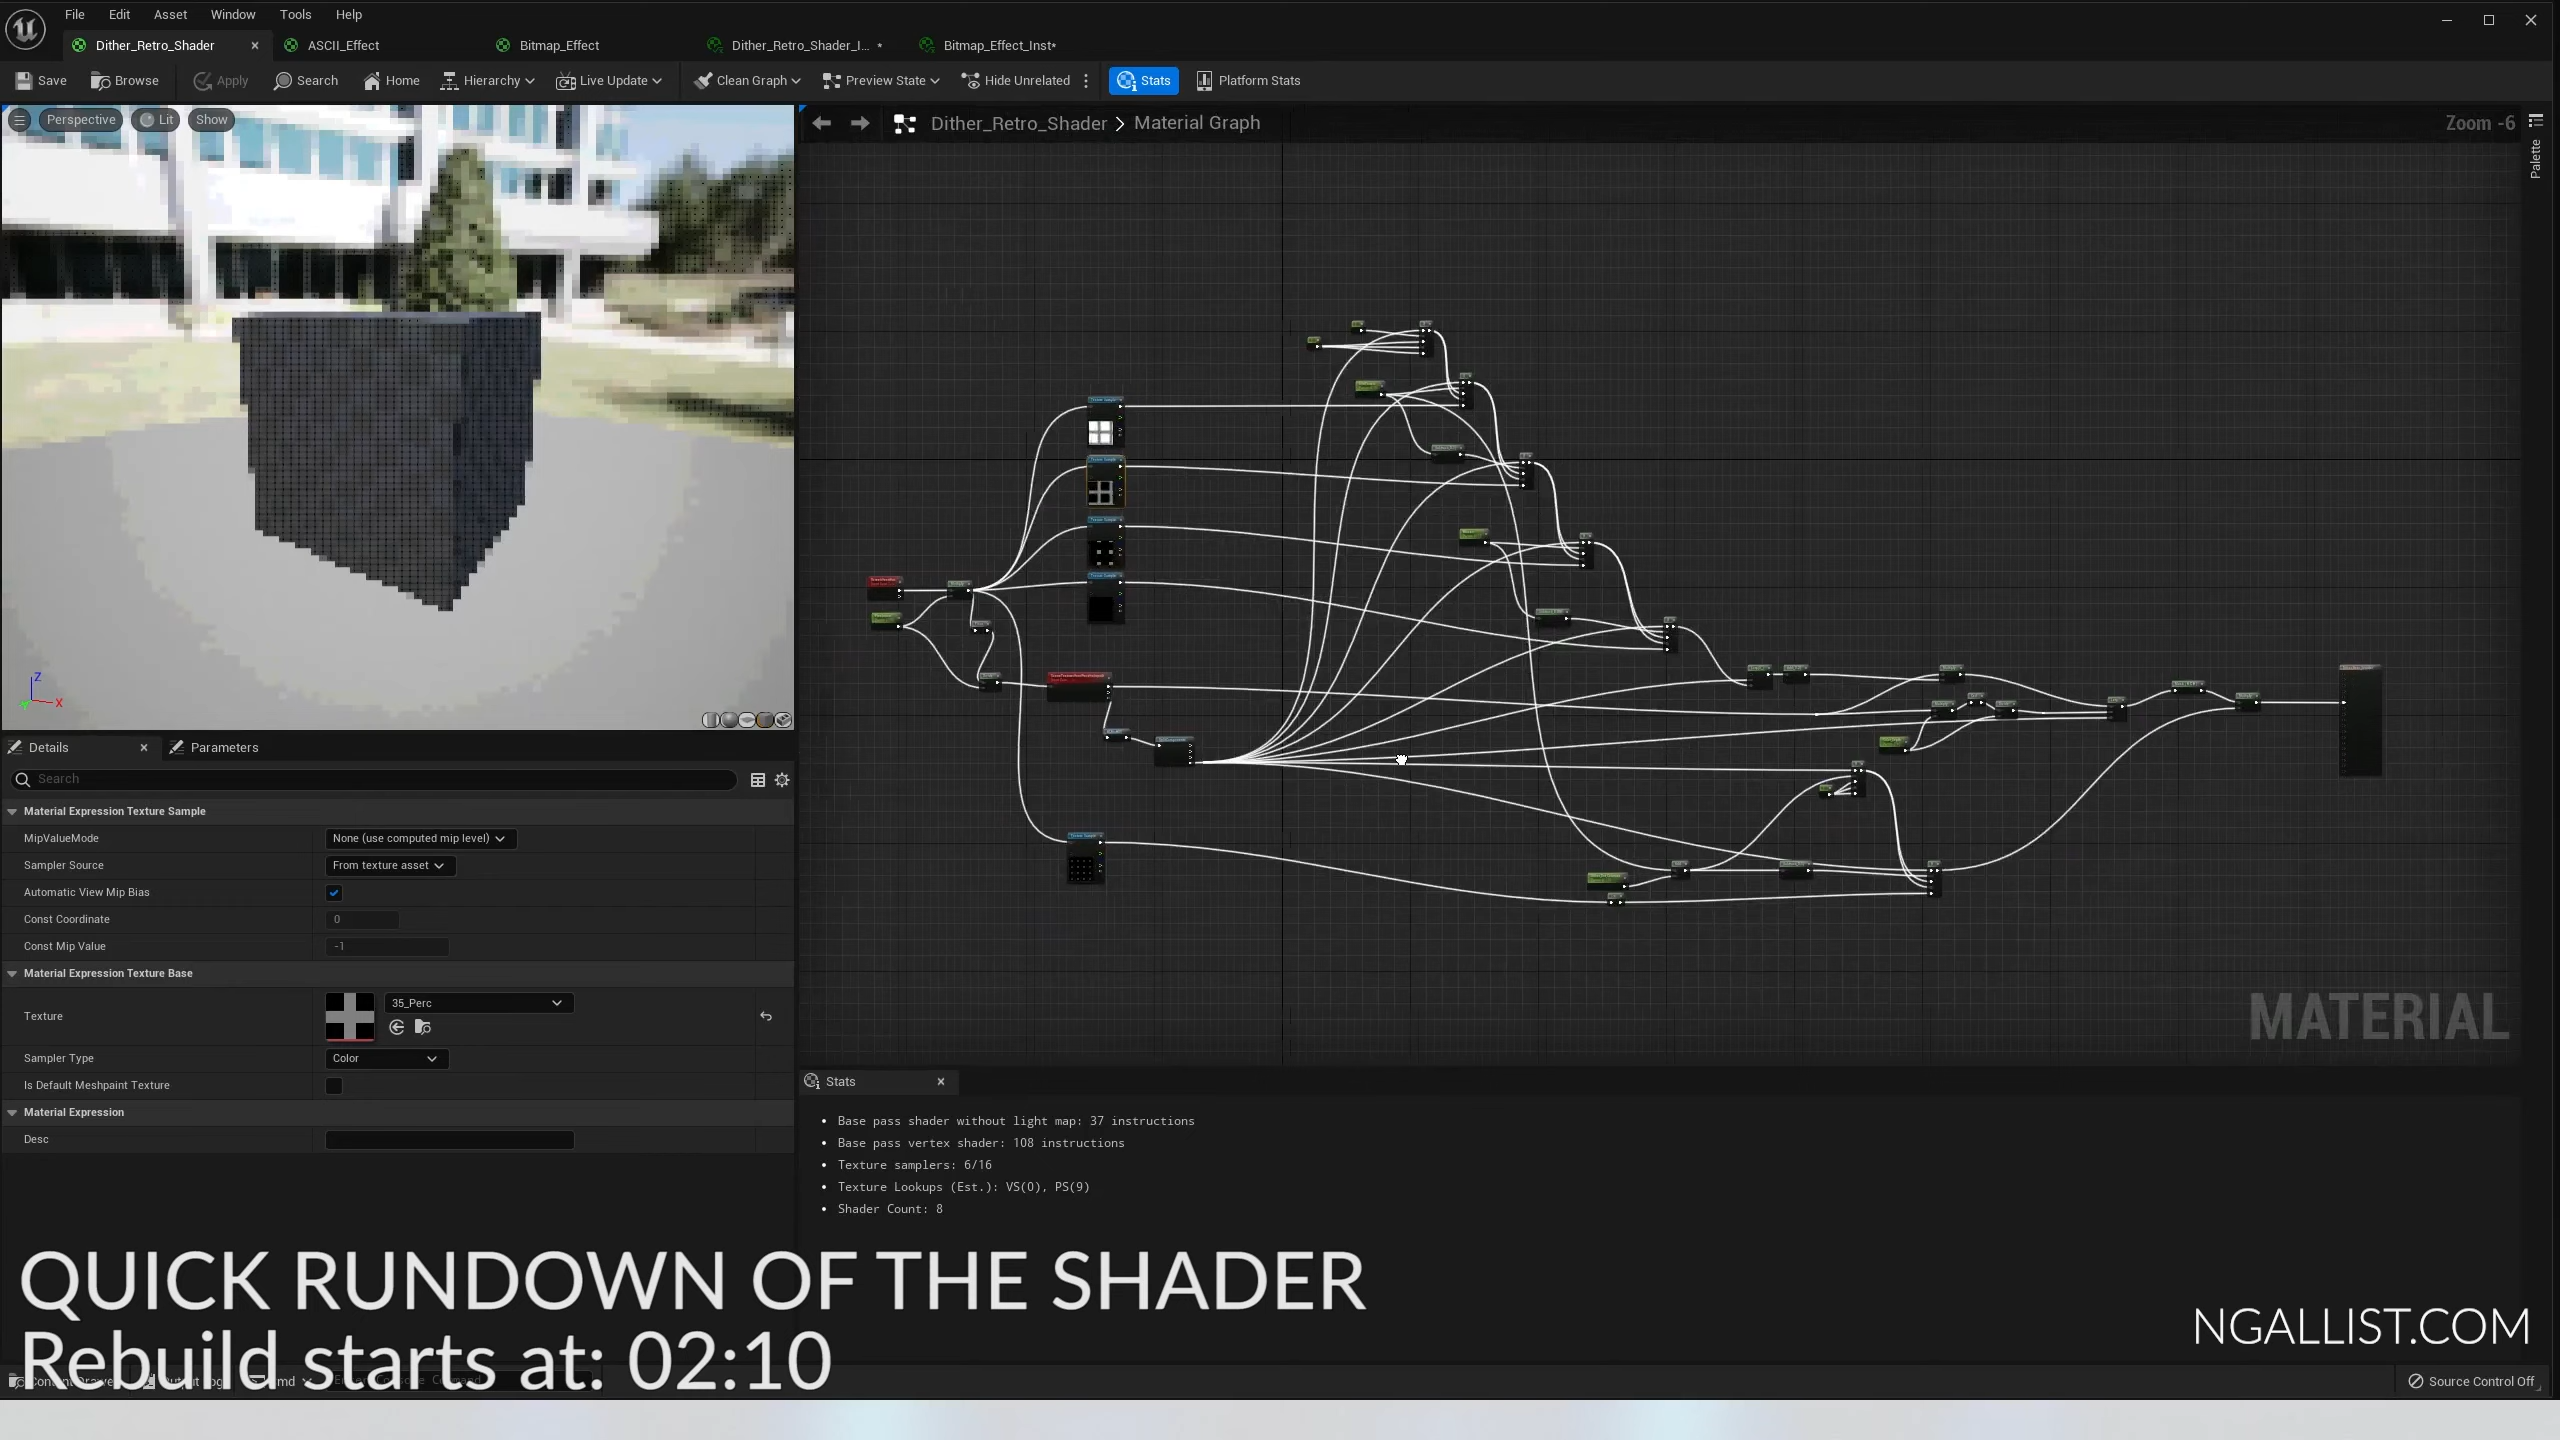 File Edit Asset Window Tools Help
Dither_Retro_Shader ASCII_Effect Bitmap_Effect Dither_Retro_Shader_I... * Bitmap_Effect_Inst*
Save Browse Apply Search Home Hierarchy Live Update Clean Graph Preview State Hide Unrelated Stats Platform Stats
Perspective Lit Show
Dither_Retro_Shader > Material Graph
Zoom -6
Palette
Z
X
Y
MATERIAL
Details Parameters
Search
Material Expression Texture Sample
MipValueMode None (use computed mip level)
Sampler Source From texture asset
Automatic View Mip Bias
Const Coordinate 0
Const Mip Value -1
Material Expression Texture Base
Texture 35_Perc
Sampler Type Color
Is Default Meshpaint Texture
Material Expression
Desc
Stats
• Base pass shader without light map: 37 instructions
• Base pass vertex shader: 108 instructions
• Texture samplers: 6/16
• Texture Lookups (Est.): VS(0), PS(9)
• Shader Count: 8
QUICK RUNDOWN OF THE SHADER
Rebuild starts at: 02:10
NGALLIST.COM
Source Control Off